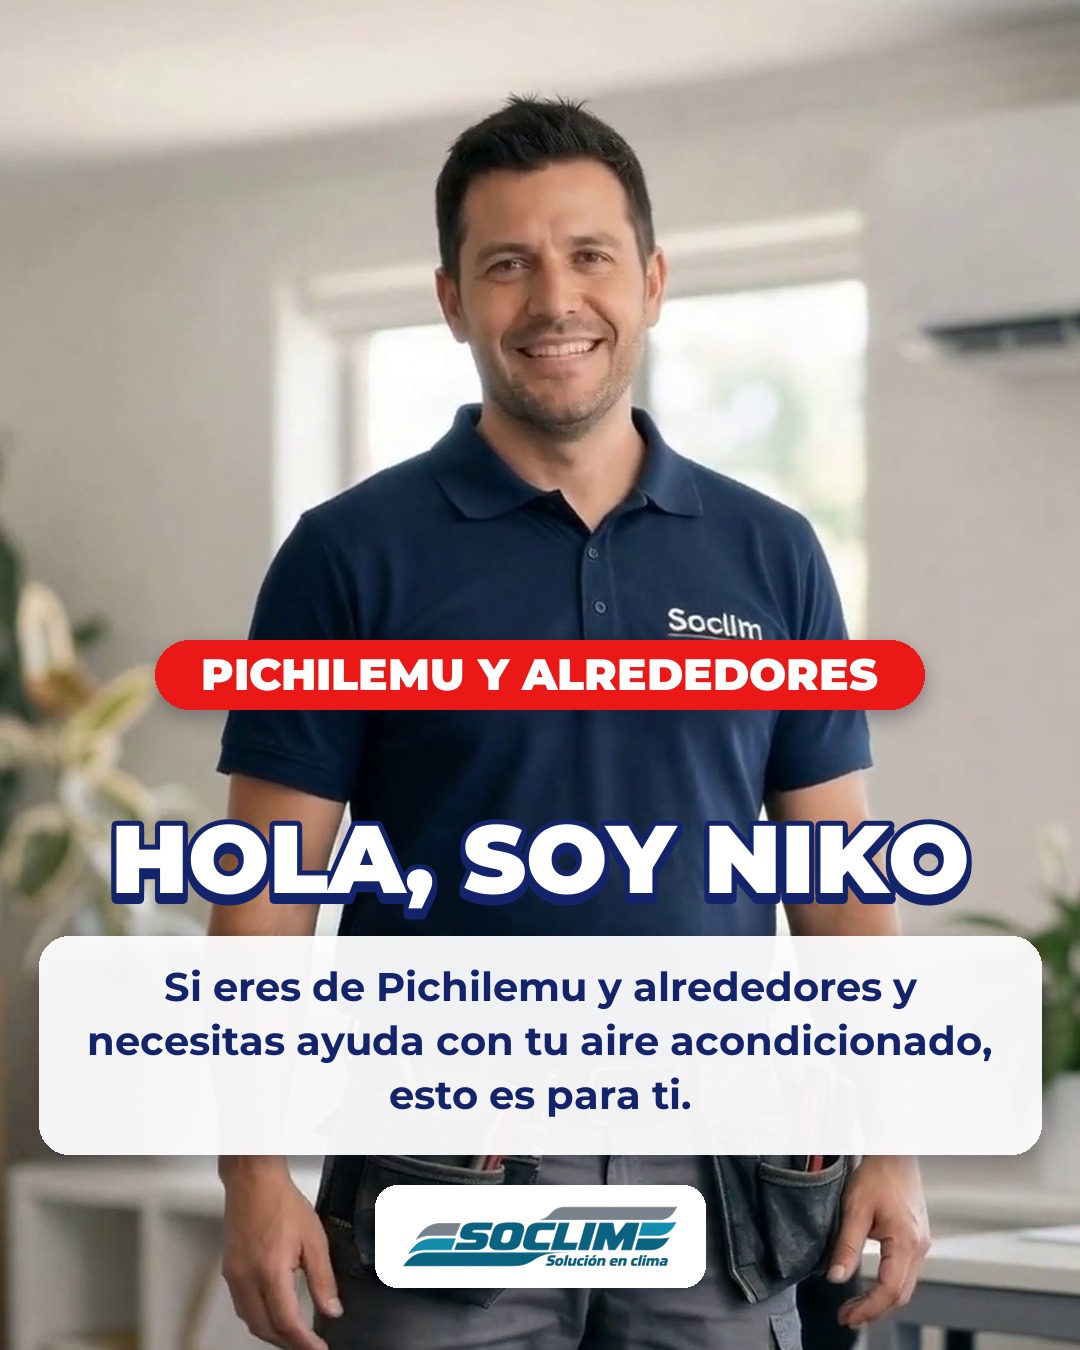 Soclim
PICHILEMU Y ALREDEDORES
HOLA, SOY NIKO
Si eres de Pichilemu y alrededores y
necesitas ayuda con tu aire acondicionado,
esto es para ti.
SOCLIM
Solución en clima